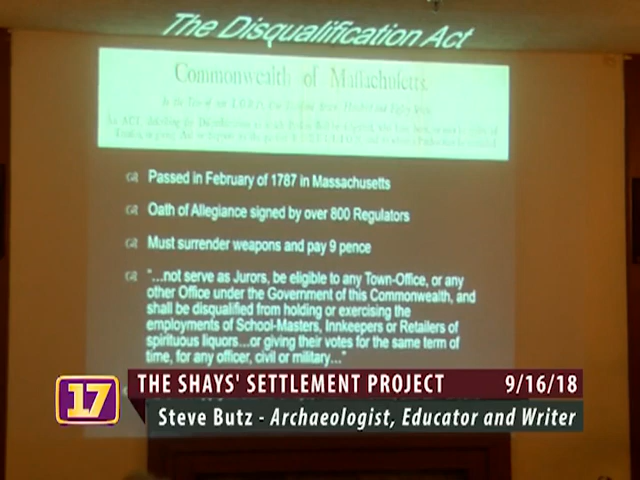 The Disqualification Act
Commonwealth of Maſſachuſetts.
Passed in February of 1787 in Massachusetts
Oath of Allegiance signed by over 800 Regulators
Must surrender weapons and pay 9 pence
"...not serve as Jurors, be eligible to any Town-Office, or any
other Office under the Government of this Commonwealth, and
shall be disqualified from holding or exercising the
employments of School-Masters, Innkeepers or Retailers of
spirituous liquors...or giving their votes for the same term of
time, for any officer, civil or military..."
17
THE SHAYS' SETTLEMENT PROJECT 9/16/18
Steve Butz - Archaeologist, Educator and Writer